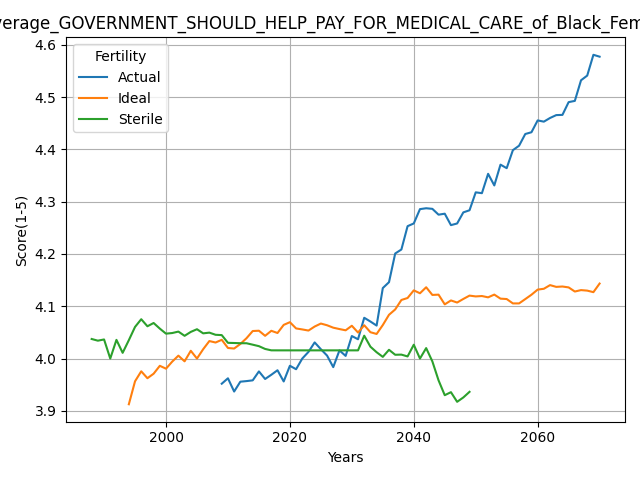 verage_GOVERNMENT_SHOULD_HELP_PAY_FOR_MEDICAL_CARE_of_Black_Fem
Fertility
Actual
Ideal
Sterile
4.6
4.5
4.4
4.3
4.2
4.1
4.0
3.9
Score(1-5)
2000
2020
2040
2060
Years